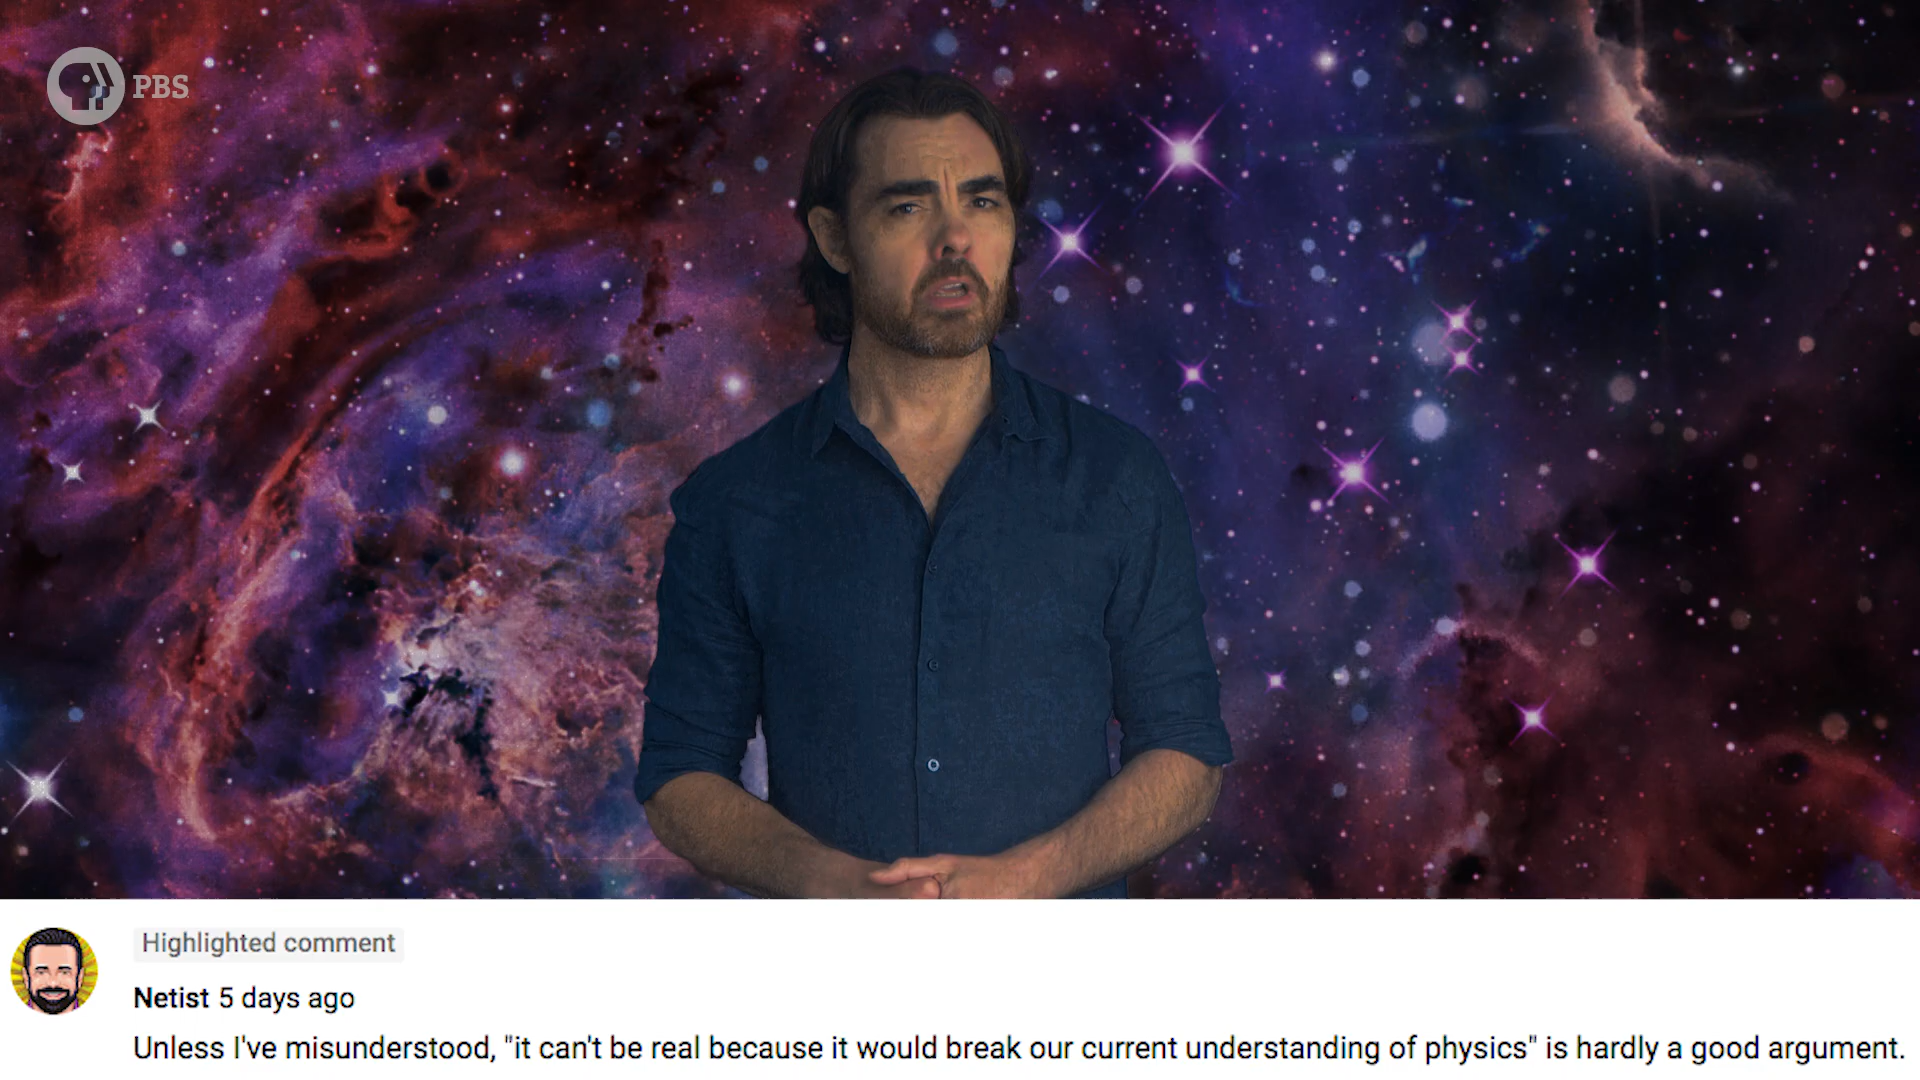 PBS
Highlighted comment
Netist 5 days ago
Unless I've misunderstood, "it can't be real because it would break our current understanding of physics" is hardly a good argument.